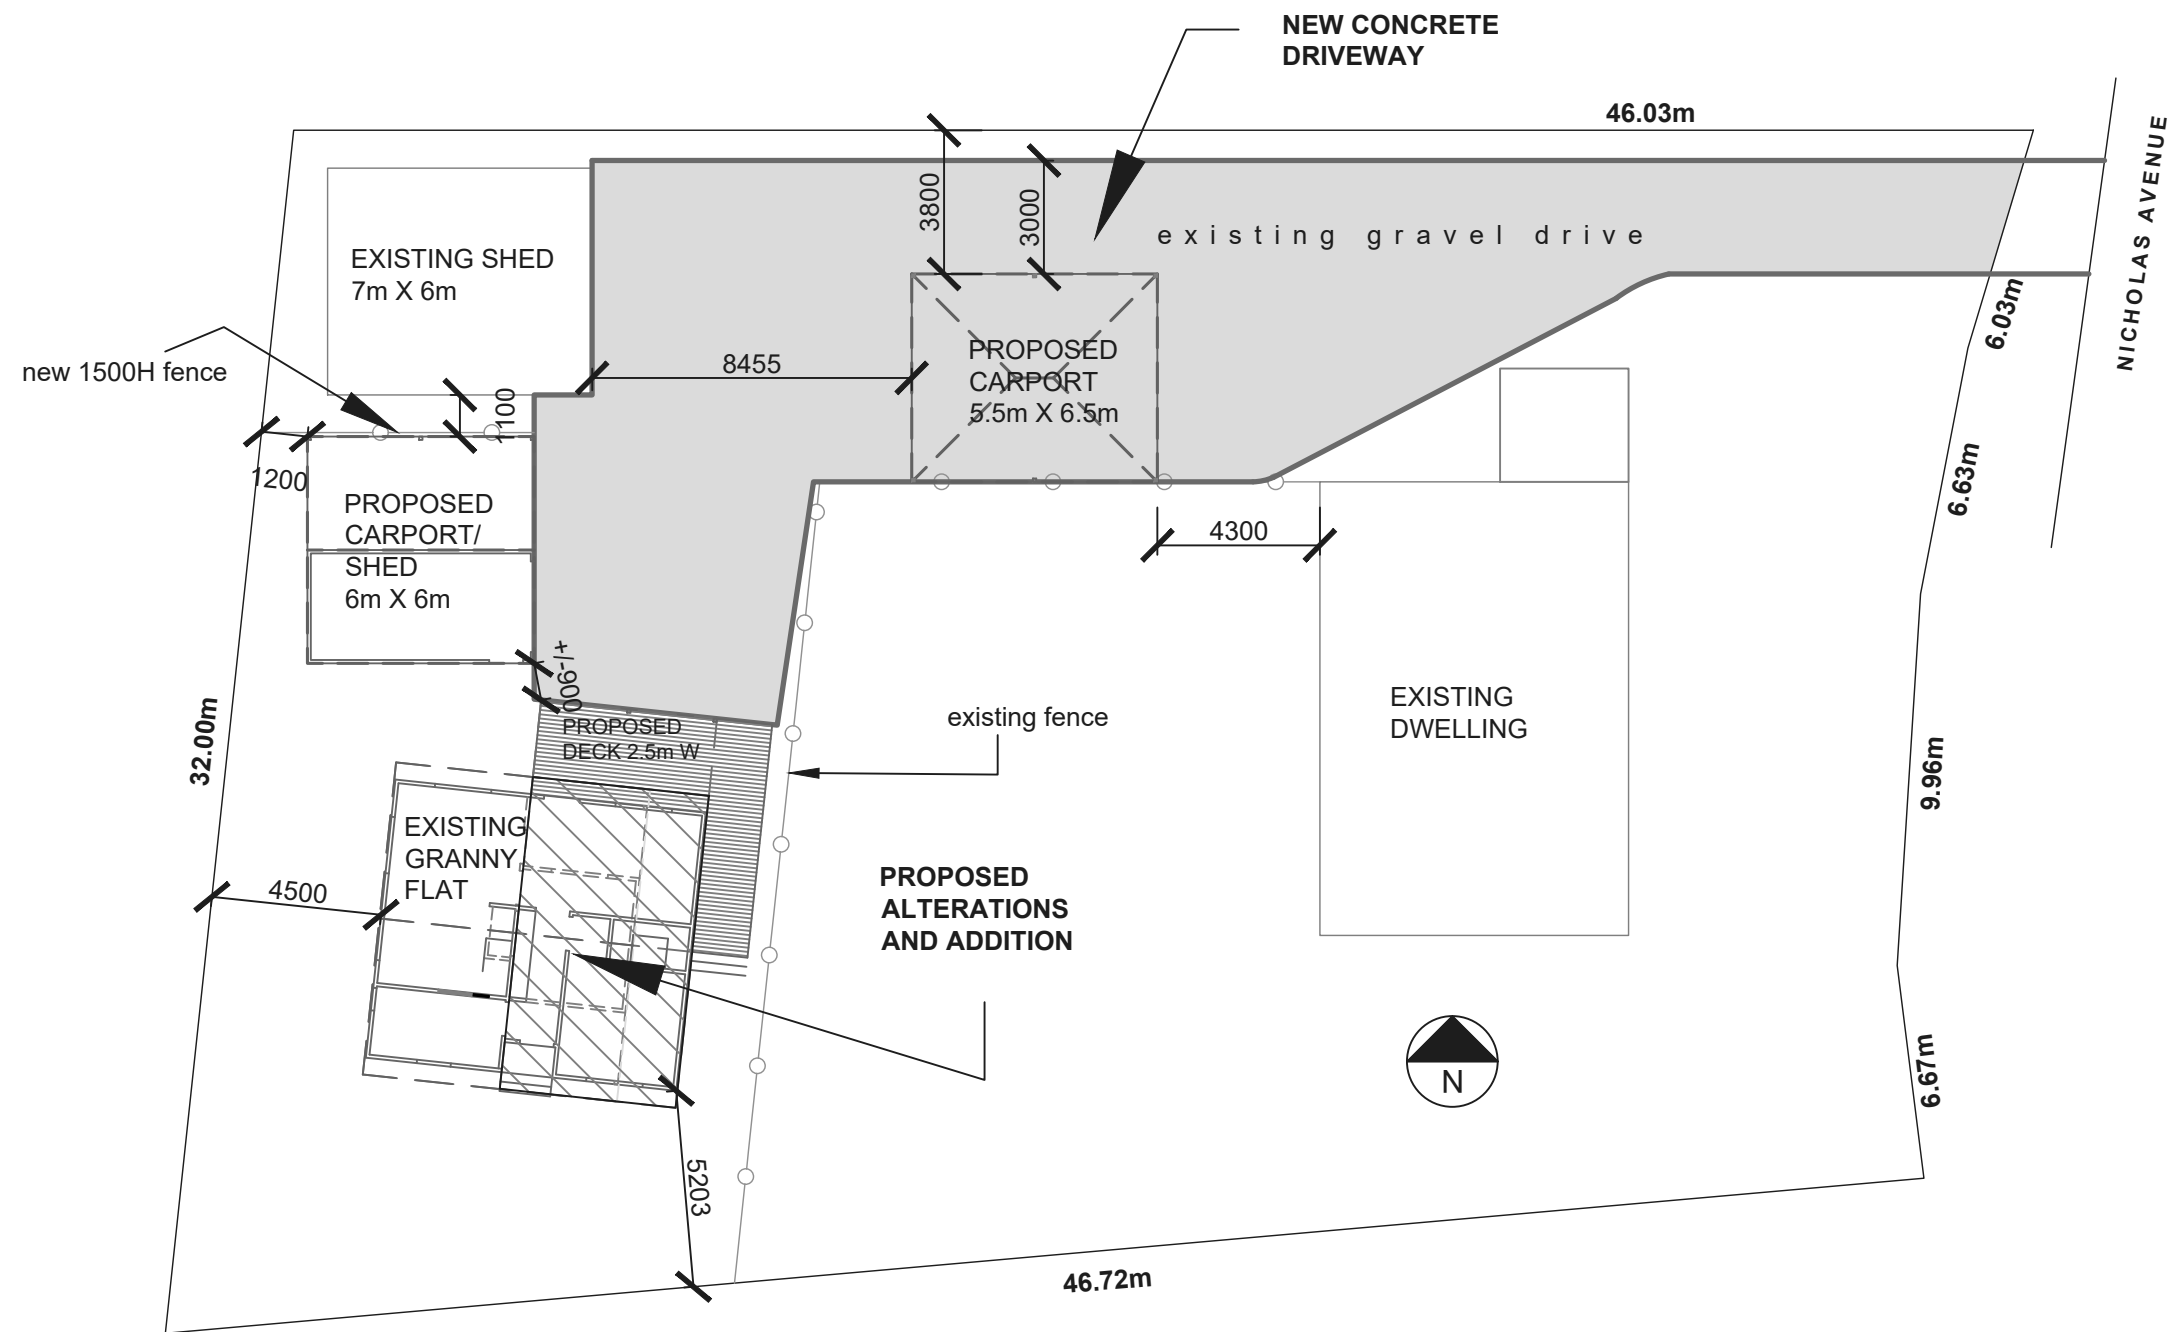 NEW CONCRETE
DRIVEWAY
46.03m
NICHOLAS AVENUE
3800
3000
existing gravel drive
EXISTING SHED
7m X 6m
6.03m
new 1500H fence
8455
PROPOSED
CARPORT
5.5m X 6.5m
1100
1200
6.63m
PROPOSED
CARPORT/
SHED
6m X 6m
4300
+/-900
PROPOSED
DECK 2.5m W
existing fence
EXISTING
DWELLING
32.00m
9.96m
EXISTING
GRANNY
FLAT
4500
PROPOSED
ALTERATIONS
AND ADDITION
N
6.67m
5203
46.72m